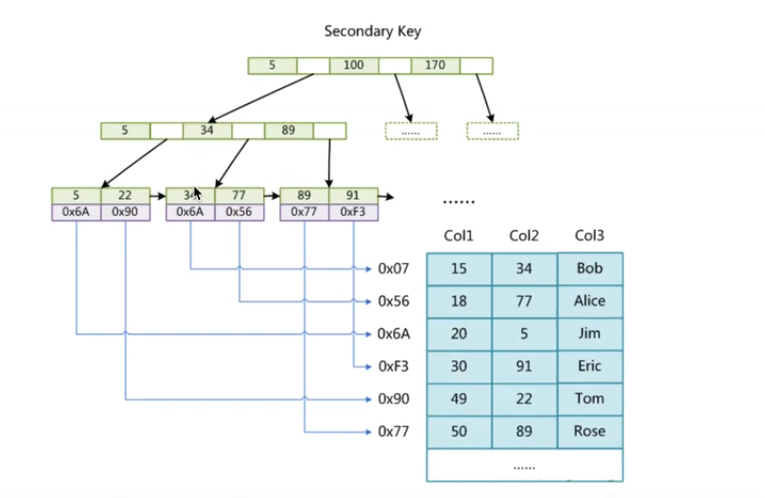 Secondary Key
5 100 170
5 34 89
...... ......
5 22 34 77 89 91
0x6A 0x90 0x6A 0x56 0x77 0xF3
......
Col1 Col2 Col3
0x07 15 34 Bob
0x56 18 77 Alice
0x6A 20 5 Jim
0xF3 30 91 Eric
0x90 49 22 Tom
0x77 50 89 Rose
......